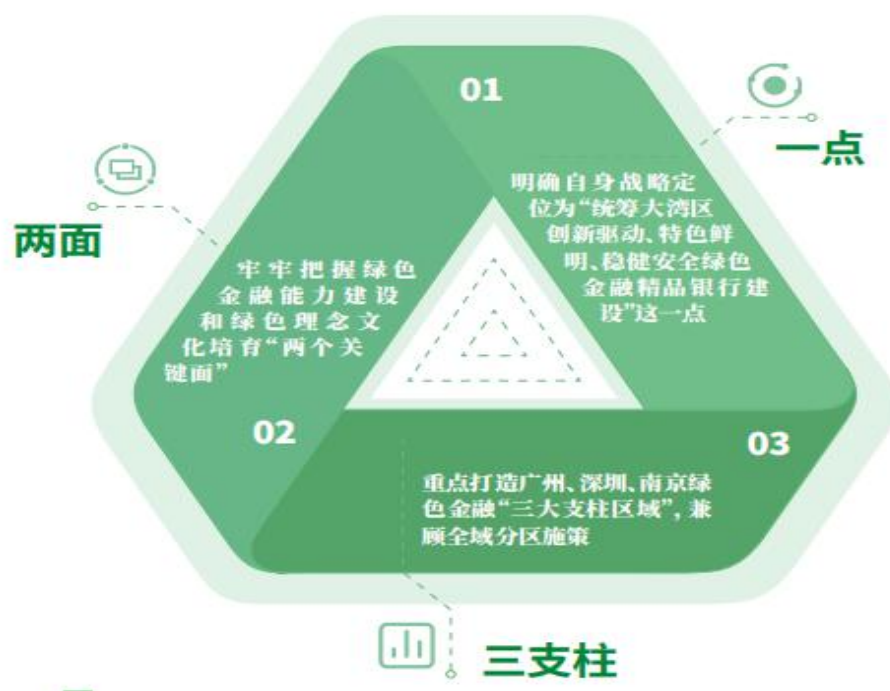 01
一点
明确自身战略定
位为“统筹大湾区
创新驱动、特色鲜
明、稳健安全绿色
金融精品银行建
设”这一点
两面
牢牢把握绿色
金融能力建设
和绿色理念文
化培育“两个关
键面”
02
03
重点打造广州、深圳、南京绿
色金融“三大支柱区域”，兼
顾全域分区施策
三支柱